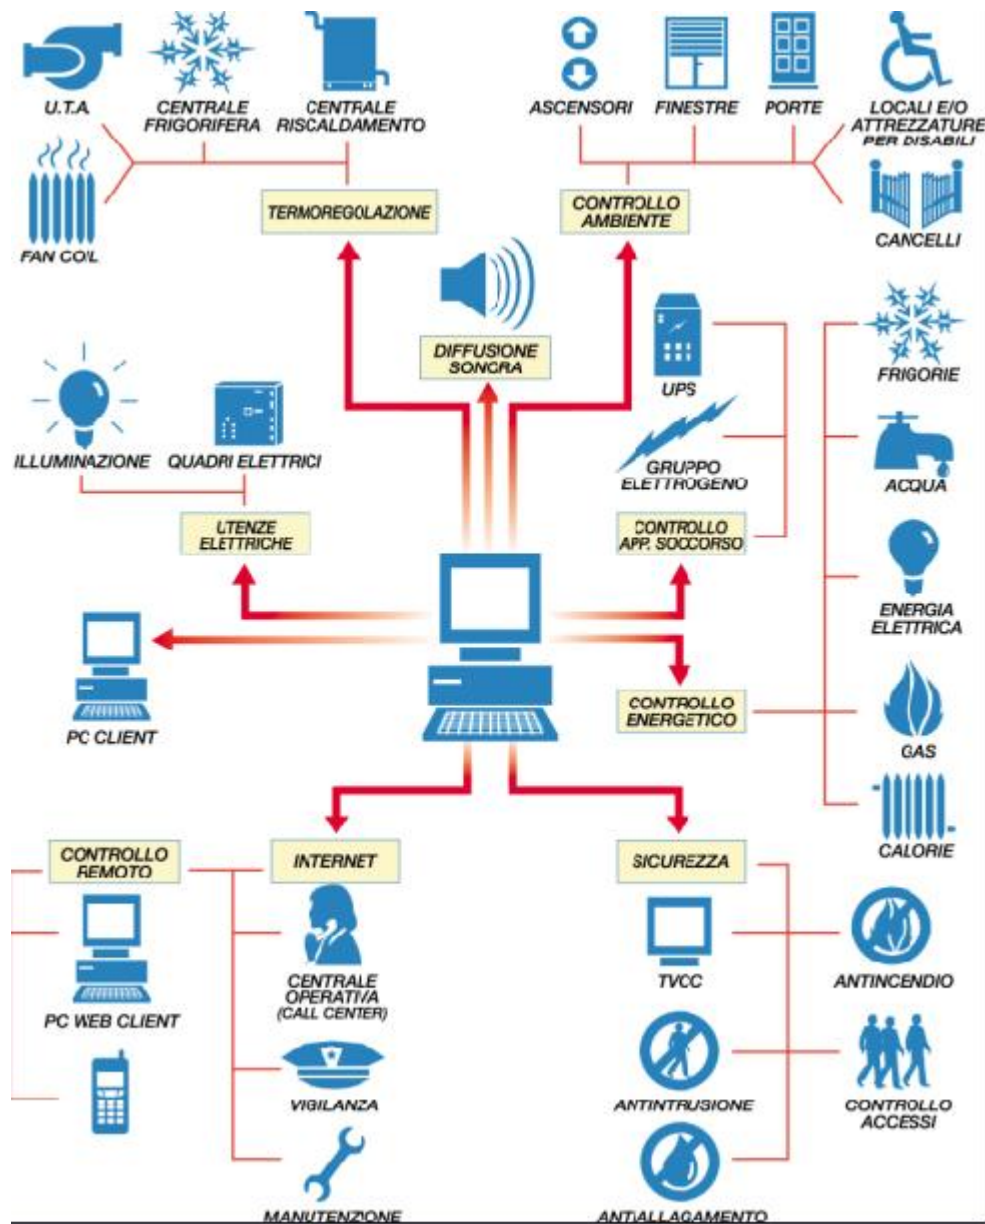 U.T.A.
CENTRALE
FRIGORIFERA
CENTRALE
RISCALDAMENTO
ASCENSORI
FINESTRE
PORTE
LOCALI E/O
ATTREZZATURE
PER DISABILI
FAN COIL
TERMOREGOLAZIONE
CONTROLLO
AMBIENTE
CANCELLI
DIFFUSIONE
SONORA
UPS
FRIGORIE
ILLUMINAZIONE
QUADRI ELETTRICI
GRUPPO
ELETTROGENO
ACQUA
UTENZE
ELETTRICHE
CONTROLLO
APP. SOCCORSO
ENERGIA
ELETTRICA
PC CLIENT
CONTROLLO
ENERGETICO
GAS
CALORIE
CONTROLLO
REMOTO
INTERNET
SICUREZZA
PC WEB CLIENT
CENTRALE
OPERATIVA
(CALL CENTER)
TVCC
ANTINCENDIO
VIGILANZA
ANTINTRUSIONE
CONTROLLO
ACCESSI
MANUTENZIONE
ANTIALLAGAMENTO